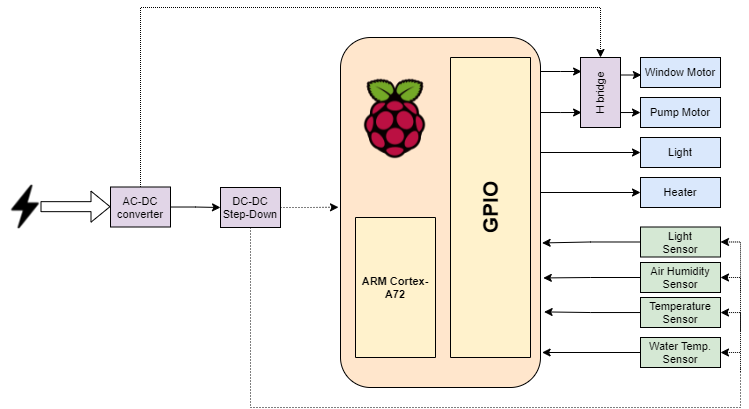 AC-DC
converter
DC-DC
Step-Down
ARM Cortex-
A72
GPIO
H bridge
Window Motor
Pump Motor
Light
Heater
Light
Sensor
Air Humidity
Sensor
Temperature
Sensor
Water Temp.
Sensor